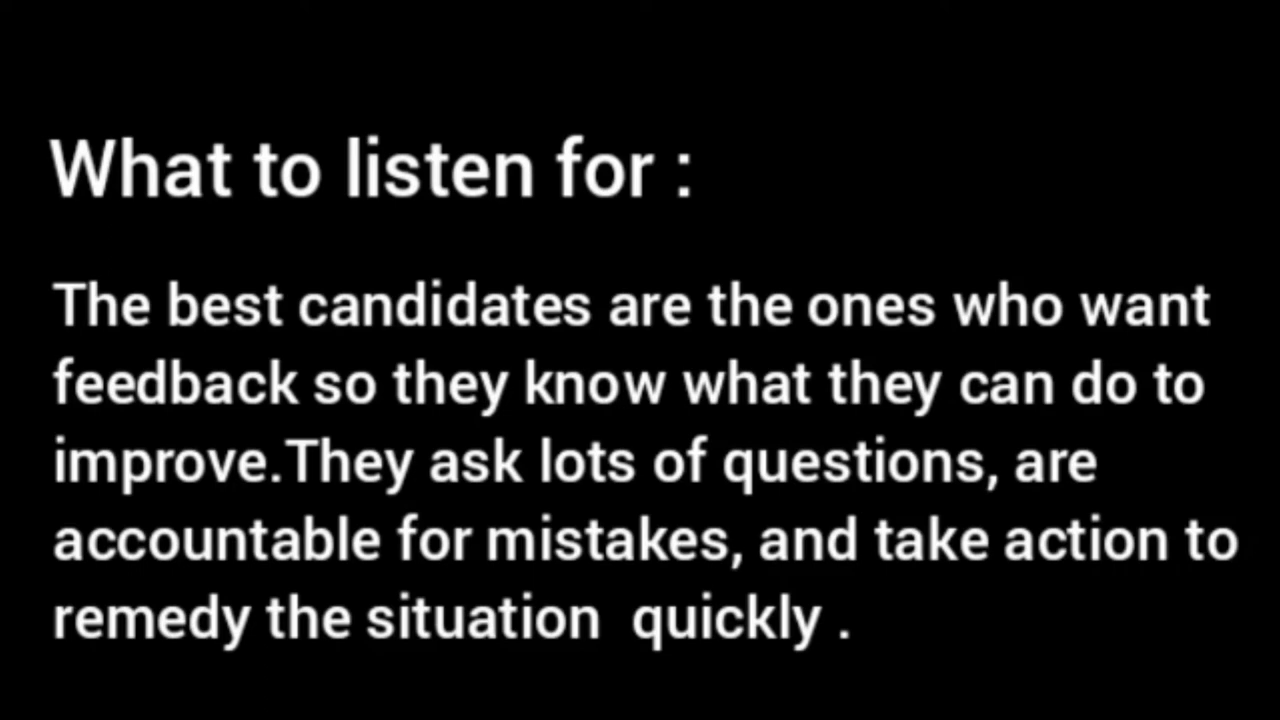 What to listen for :
The best candidates are the ones who want
feedback so they know what they can do to
improve.They ask lots of questions, are
accountable for mistakes, and take action to
remedy the situation  quickly .